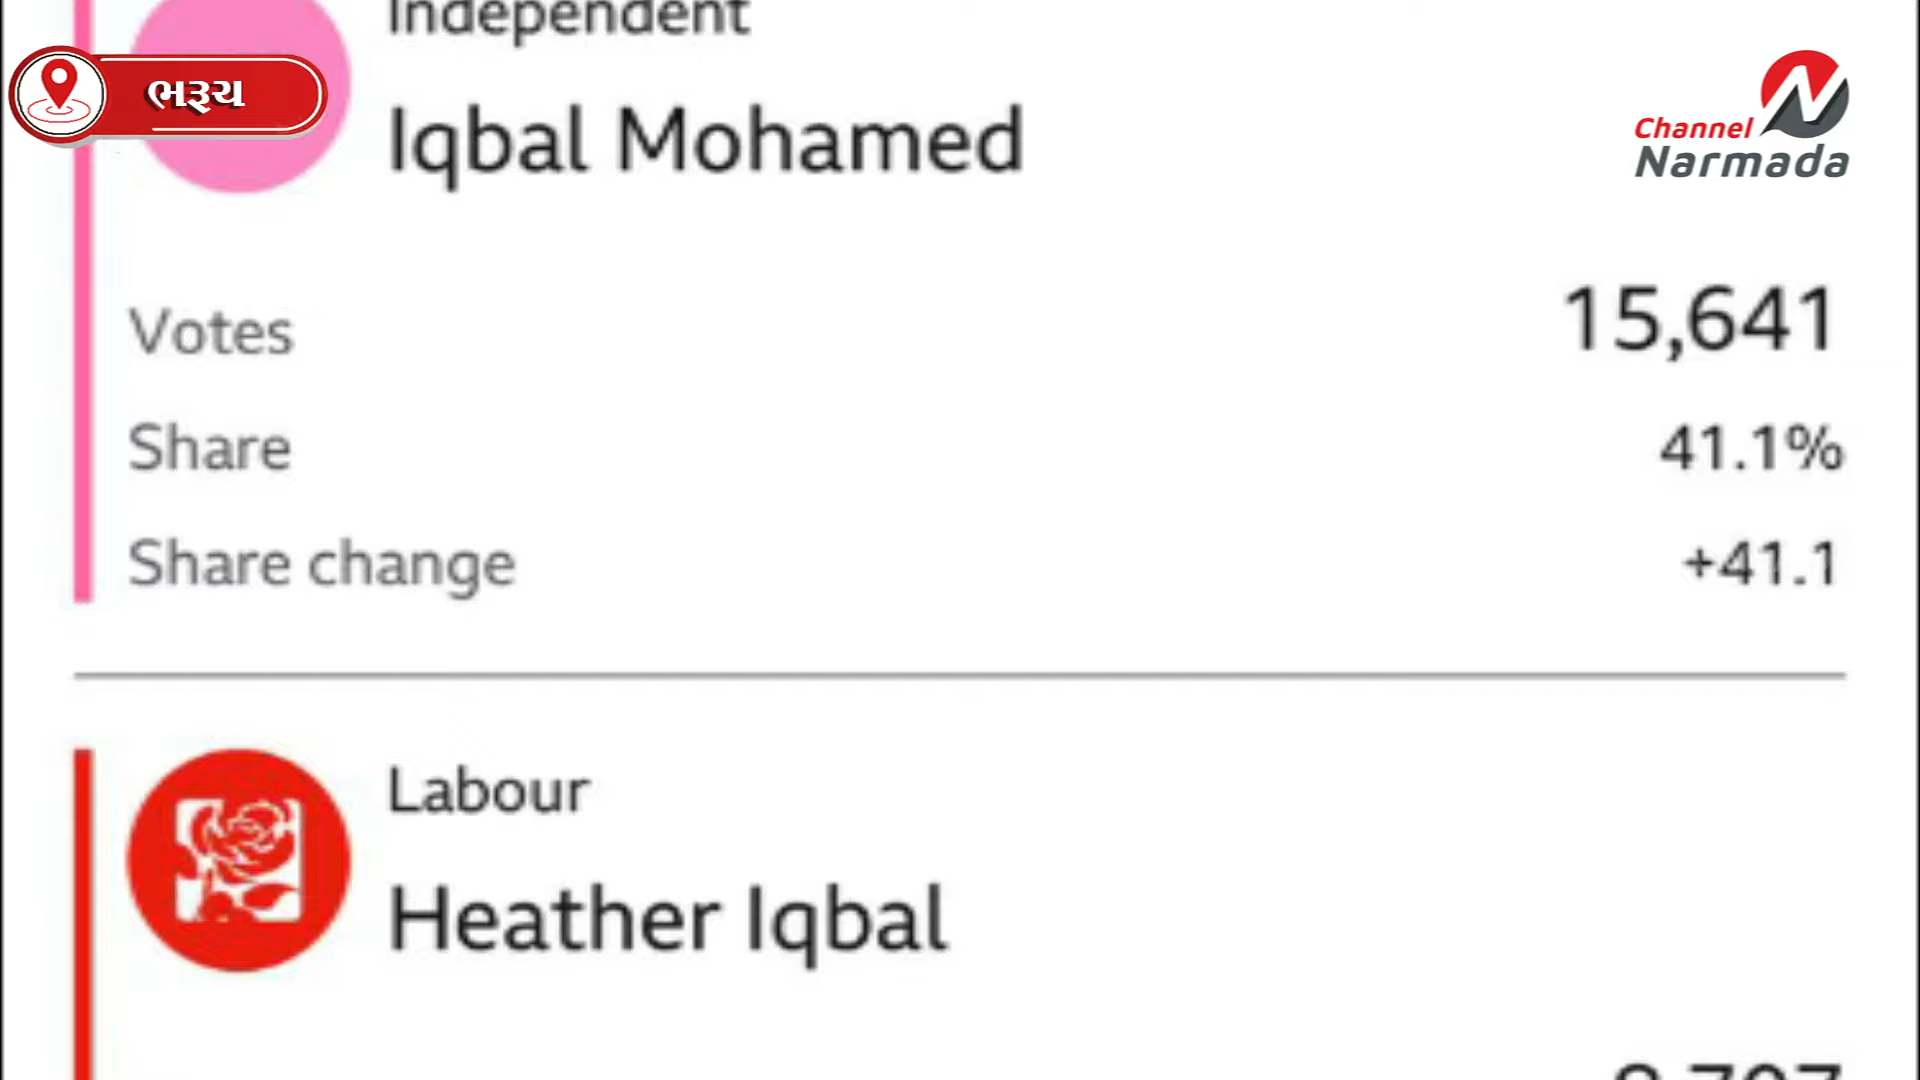 Independent
ભરૂચ
Iqbal Mohamed
Channel
Narmada
Votes 15,641
Share 41.1%
Share change +41.1
Labour
Heather Iqbal